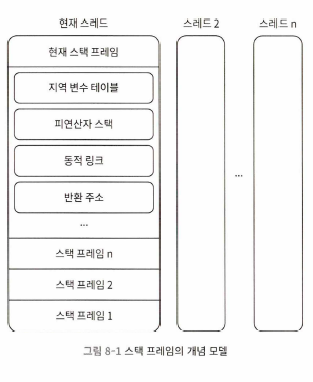 현재 스레드
스레드 2
스레드 n
현재 스택 프레임
지역 변수 테이블
피연산자 스택
동적 링크
반환 주소
...
...
스택 프레임 n
스택 프레임 2
스택 프레임 1
그림 8-1 스택 프레임의 개념 모델